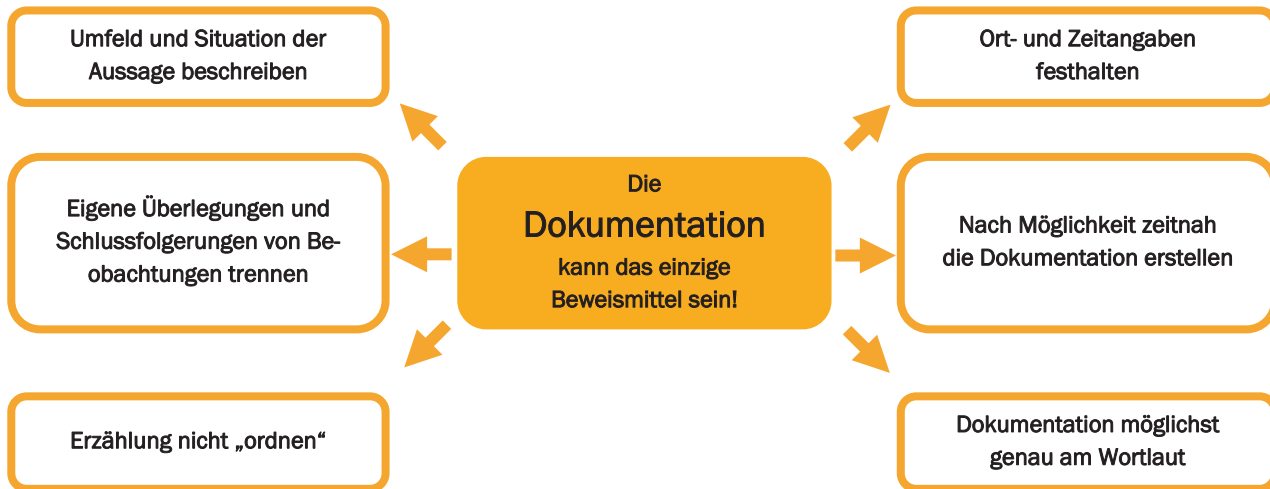 Umfeld und Situation der
Aussage beschreiben
Ort- und Zeitangaben
festhalten
Eigene Überlegungen und
Schlussfolgerungen von Be-
obachtungen trennen
Die
Dokumentation
kann das einzige
Beweismittel sein!
Nach Möglichkeit zeitnah
die Dokumentation erstellen
Erzählung nicht „ordnen“
Dokumentation möglichst
genau am Wortlaut